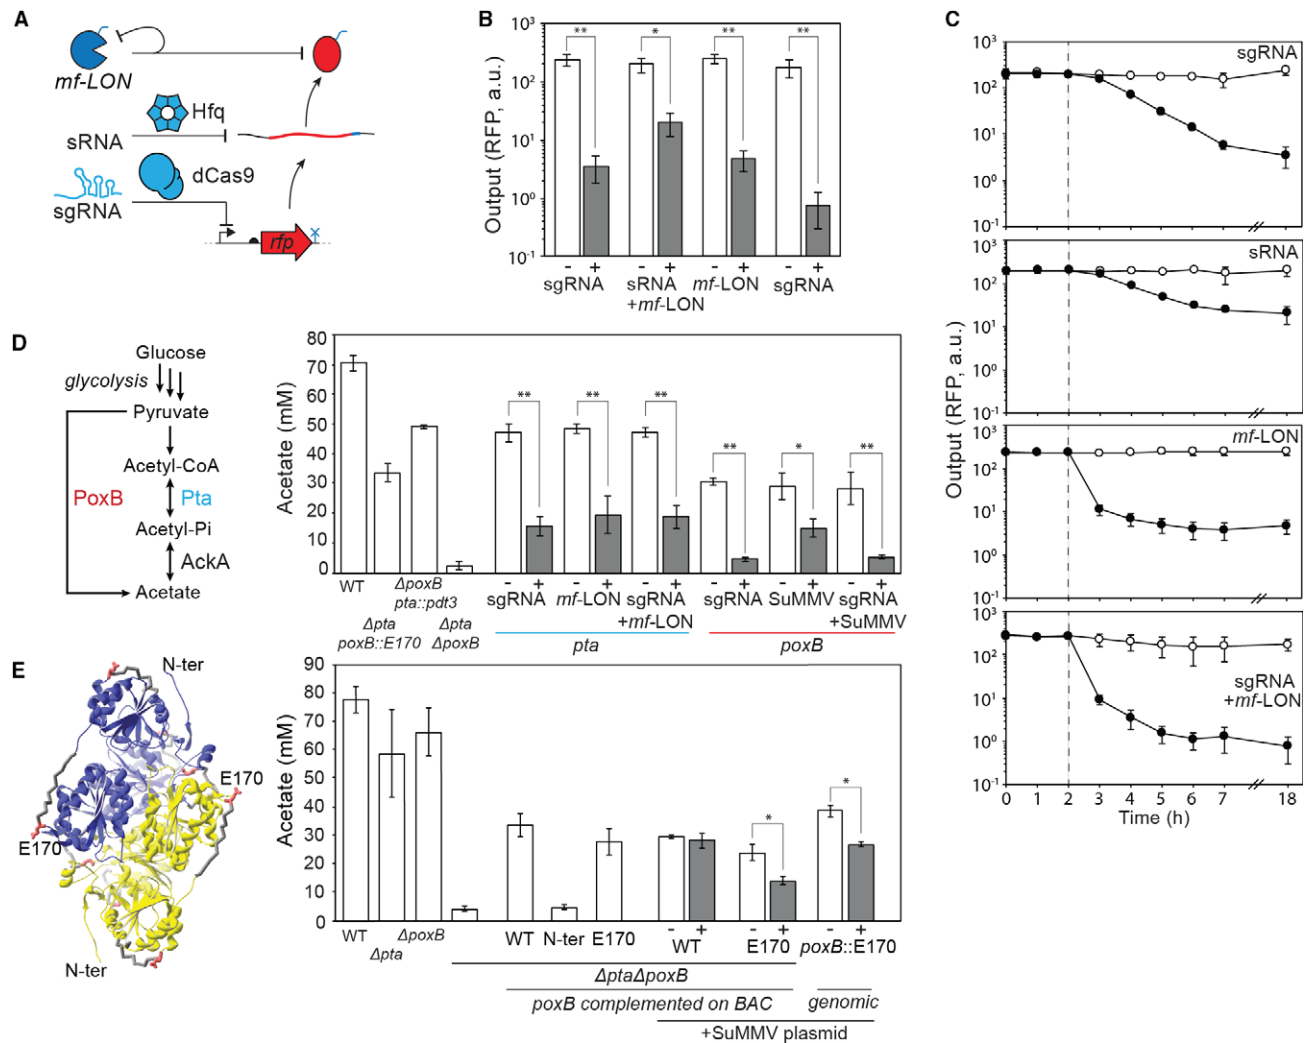 A
mf-LON
Hfq
sRNA
dCas9
sgRNA
rfp
B
Output (RFP, a.u.)
10³
10²
10¹
10⁰
10⁻¹
** * ** **
- + - + - + - +
sgRNA sRNA mf-LON sgRNA
+mf-LON
C
Output (RFP, a.u.)
sgRNA
10³
10²
10¹
10⁰
10⁻¹
sRNA
10³
10²
10¹
10⁰
10⁻¹
mf-LON
10³
10²
10¹
10⁰
10⁻¹
sgRNA
+mf-LON
10³
10²
10¹
10⁰
10⁻¹
0 1 2 3 4 5 6 7 18
Time (h)
D
Glucose
glycolysis
Pyruvate
Acetyl-CoA
PoxB Pta
Acetyl-Pi
AckA
Acetate
Acetate (mM)
80
70
60
50
40
30
20
10
0
** ** ** ** * **
WT ΔpoxB - + - + - + - + - + - +
pta::pdt3 sgRNA mf-LON sgRNA sgRNA SuMMV sgRNA
Δpta Δpta +mf-LON +SuMMV
poxB::E170 ΔpoxB pta poxB
E
N-ter
E170
E170
N-ter
Acetate (mM)
90
80
70
60
50
40
30
20
10
0
* *
WT ΔpoxB WT N-ter E170 - + - + - +
Δpta WT E170 poxB::E170
ΔptaΔpoxB
poxB complemented on BAC genomic
+SuMMV plasmid